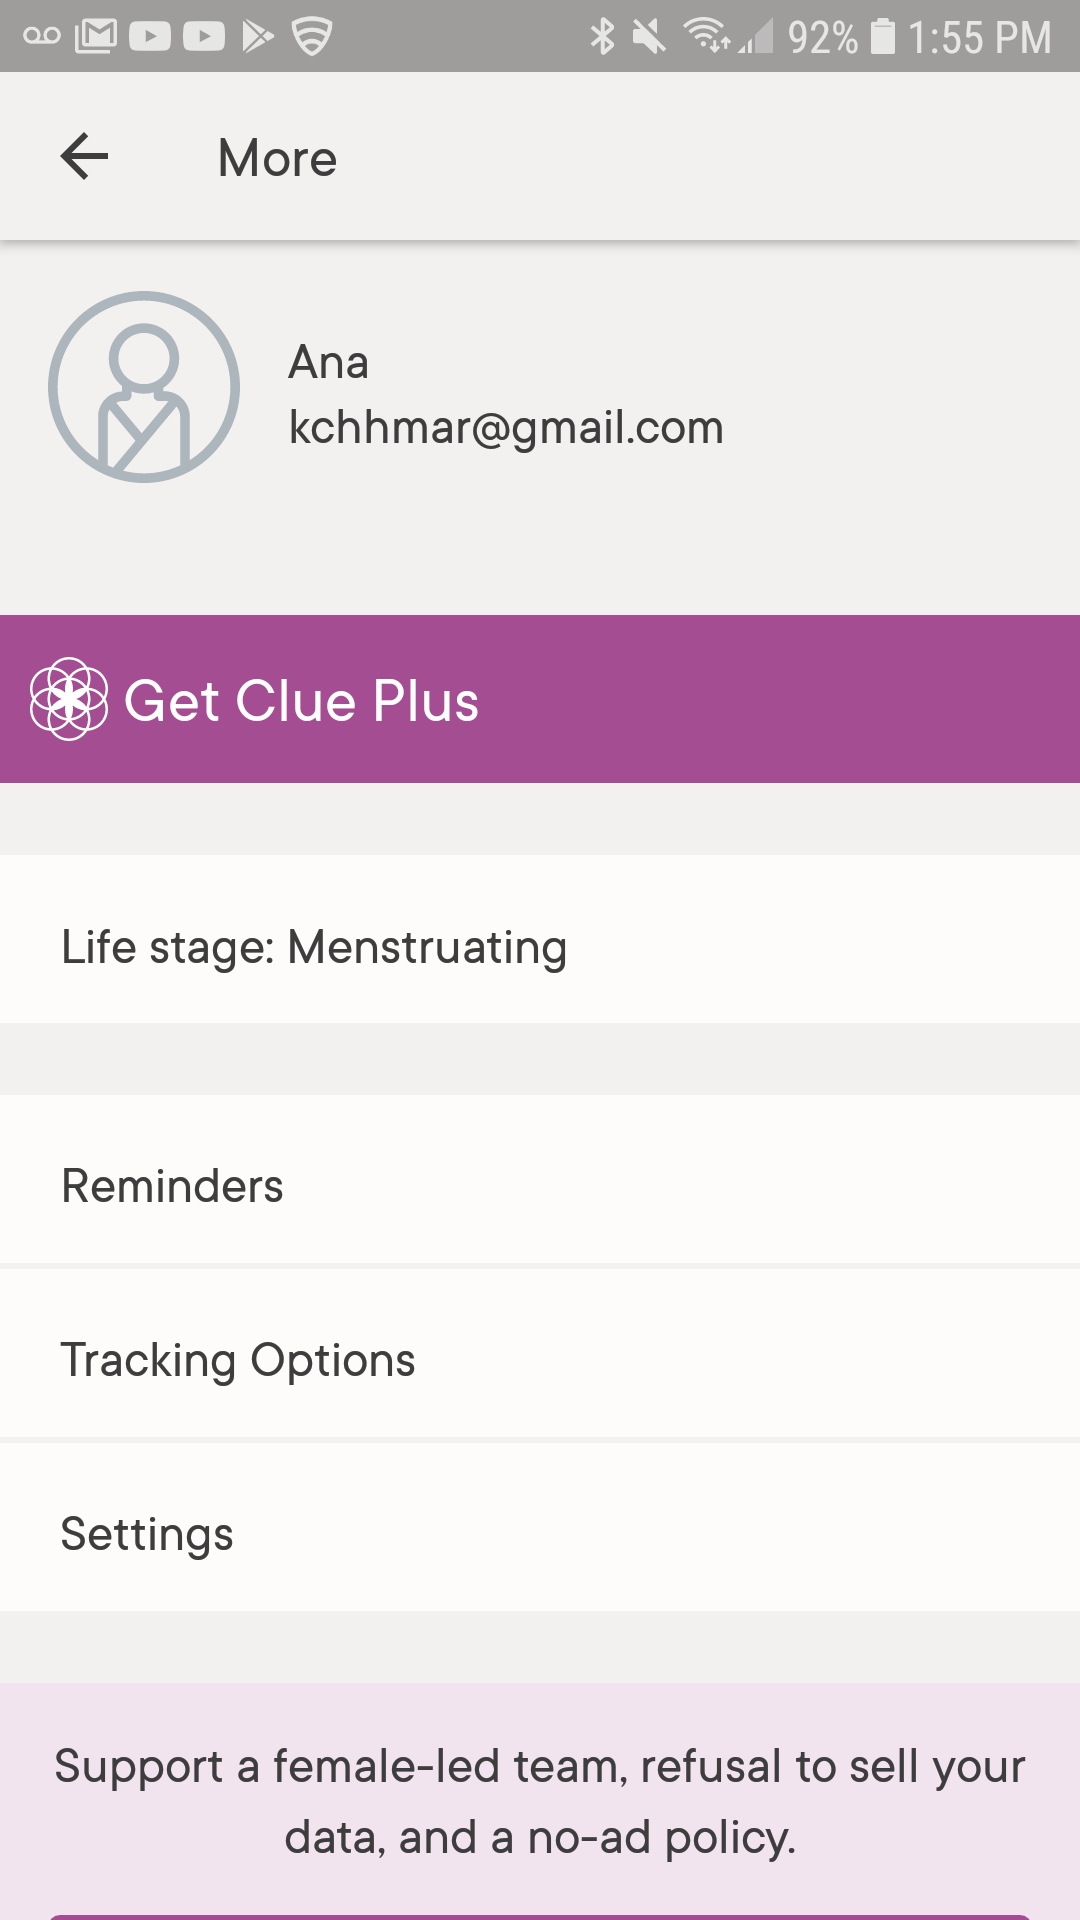 92% 1:55 PM
More
Ana
kchhmar@gmail.com
Get Clue Plus
Life stage: Menstruating
Reminders
Tracking Options
Settings
Support a female-led team, refusal to sell your
data, and a no-ad policy.